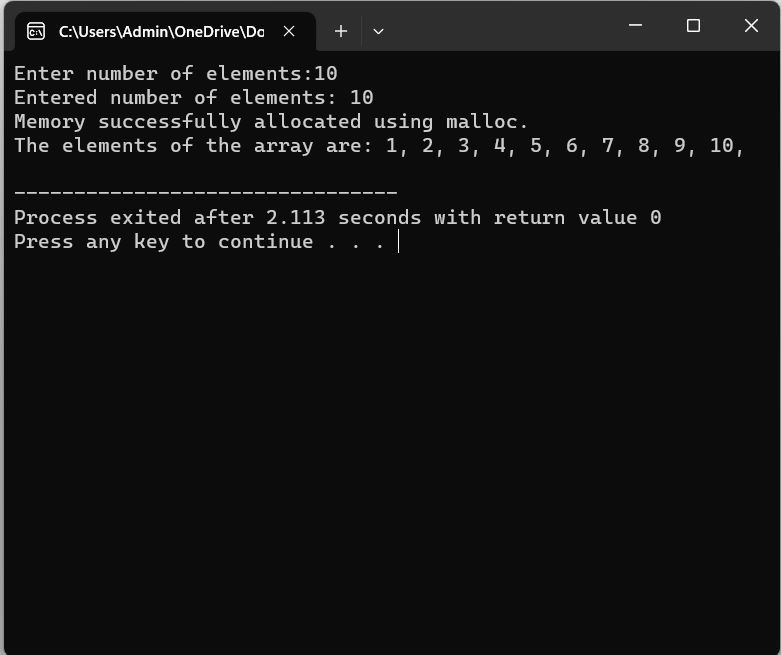 C:\Users\Admin\OneDrive\Do
Enter number of elements:10
Entered number of elements: 10
Memory successfully allocated using malloc.
The elements of the array are: 1, 2, 3, 4, 5, 6, 7, 8, 9, 10,
--------------------------------
Process exited after 2.113 seconds with return value 0
Press any key to continue . . .